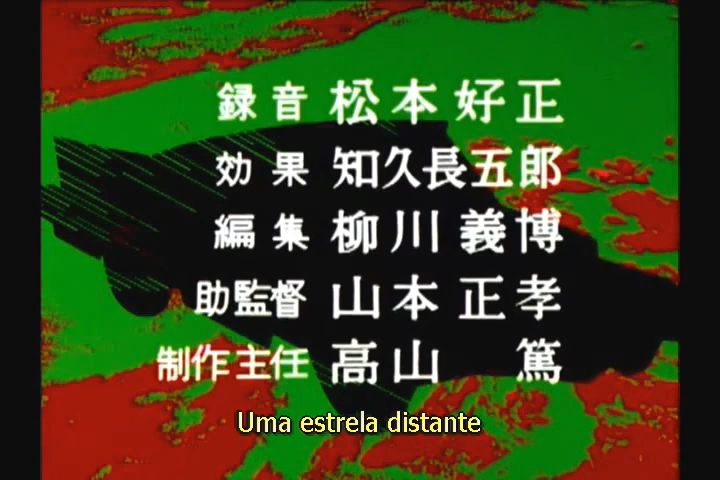 録音 松本好正
効果 知久長五郎
編集 柳川義博
助監督 山本正孝
制作主任 高山 篤
Uma estrela distante